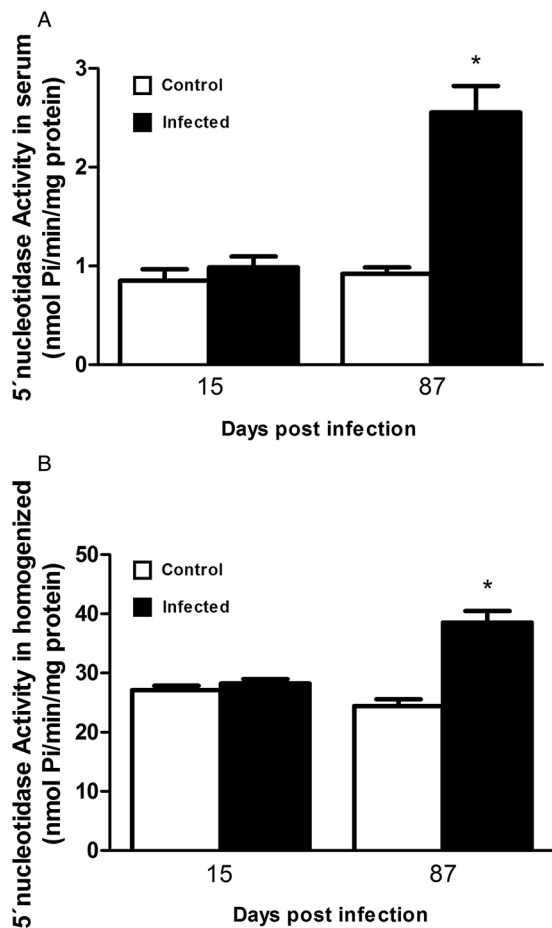 A
5´nucleotidase Activity in serum
(nmol Pi/min/mg protein)
3
2
1
0
Control
Infected
*
15
87
Days post infection
B
5´nucleotidase Activity in homogenized
(nmol Pi/min/mg protein)
50
40
30
20
10
0
Control
Infected
*
15
87
Days post infection